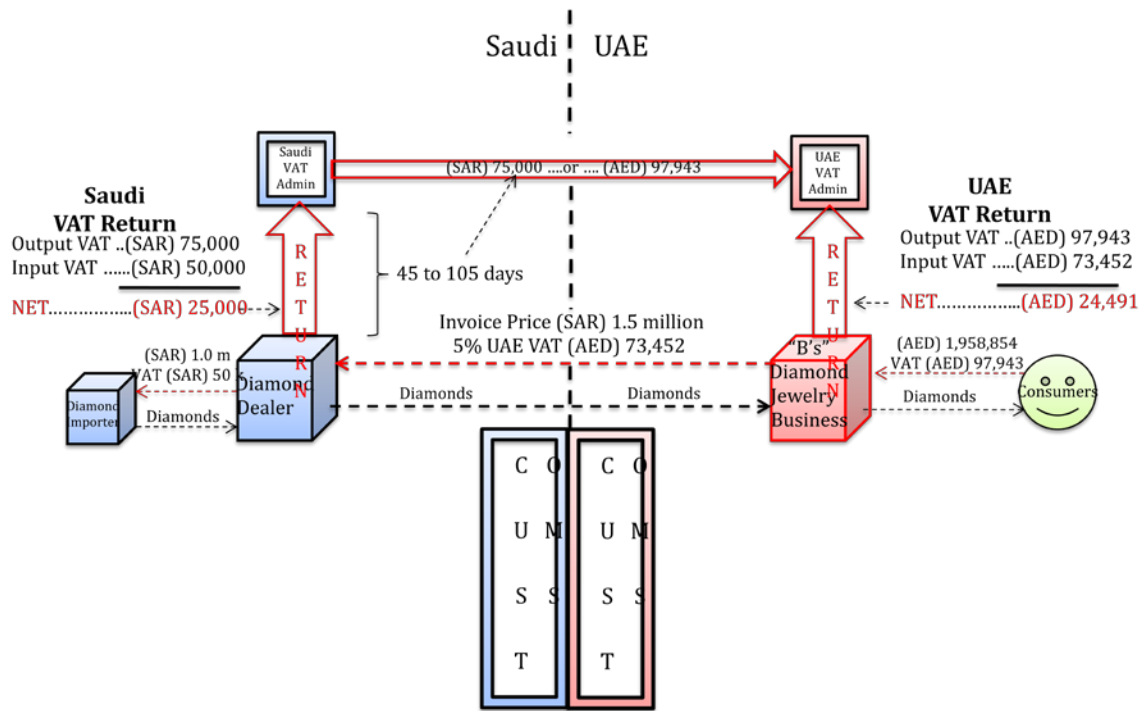 Saudi UAE
Saudi
VAT
Admin
(SAR) 75,000 ....or .... (AED) 97,943
UAE
VAT
Admin
Saudi
VAT Return
Output VAT ..(SAR) 75,000
Input VAT ......(SAR) 50,000
NET..................(SAR) 25,000
RETURN
45 to 105 days
UAE
VAT Return
Output VAT ..(AED) 97,943
Input VAT .....(AED) 73,452
NET................(AED) 24,491
RETURN
Invoice Price (SAR) 1.5 million
5% UAE VAT (AED) 73,452
(SAR) 1.0 m
VAT (SAR) 50
Diamond
Importer
Diamonds
Diamond
Dealer
Diamonds
Diamonds
"B's"
Diamond
Jewelry
Business
(AED) 1,958,854
VAT (AED) 97,943
Diamonds
Consumers
C O
U M
S S
T
C O
U M
S S
T